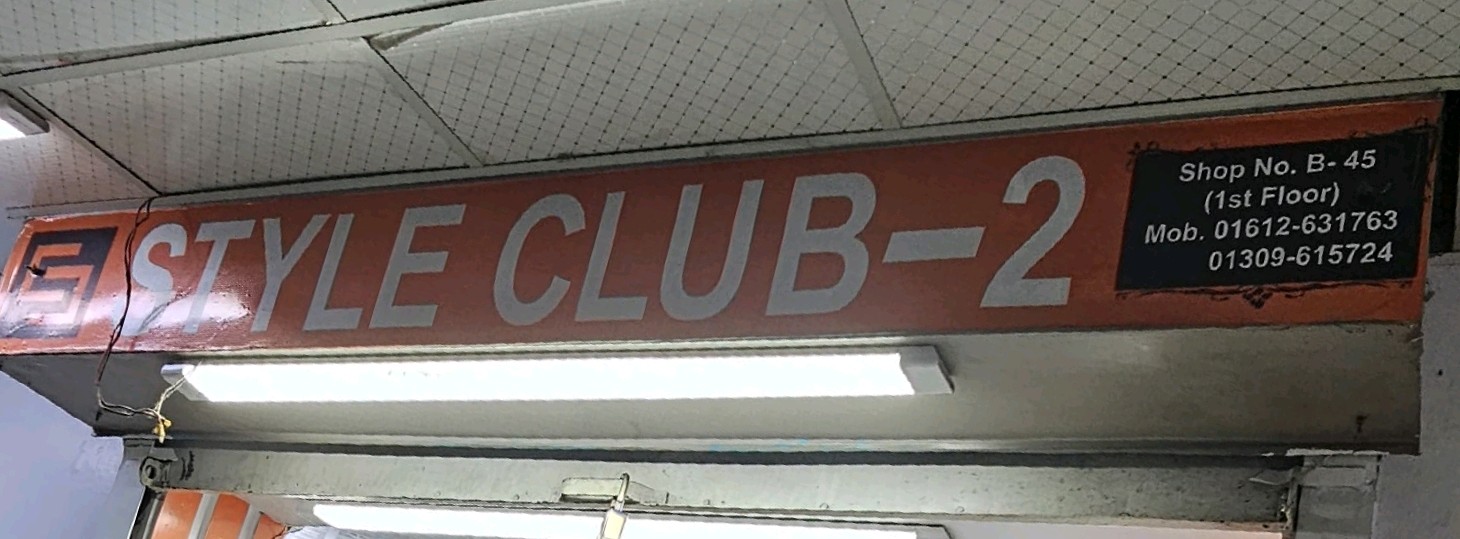 STYLE CLUB-2
Shop No. B- 45
(1st Floor)
Mob. 01612-631763
01309-615724